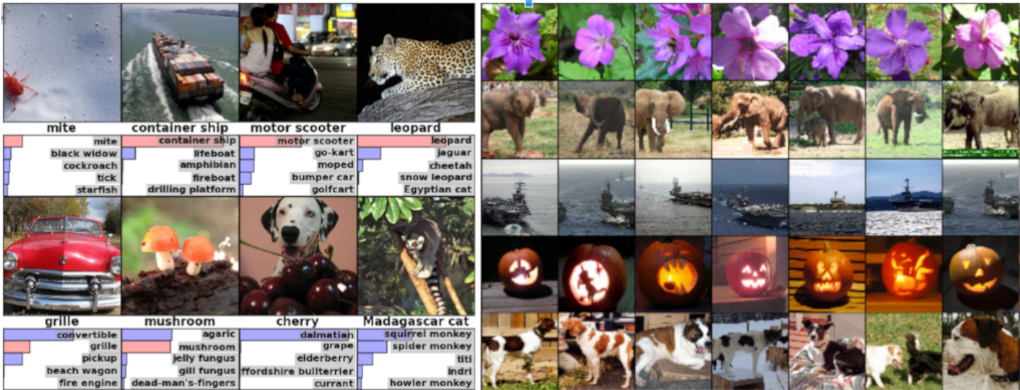 mite
container ship
motor scooter
leopard
mite
black widow
cockroach
tick
starfish
container ship
lifeboat
amphibian
fireboat
drilling platform
motor scooter
go-kart
moped
bumper car
golfcart
leopard
jaguar
cheetah
snow leopard
Egyptian cat
grille
mushroom
cherry
Madagascar cat
convertible
grille
pickup
beach wagon
fire engine
agaric
mushroom
jelly fungus
gill fungus
dead-man's-fingers
dalmatian
grape
elderberry
ffordshire bullterrier
currant
squirrel monkey
spider monkey
titi
indri
howler monkey